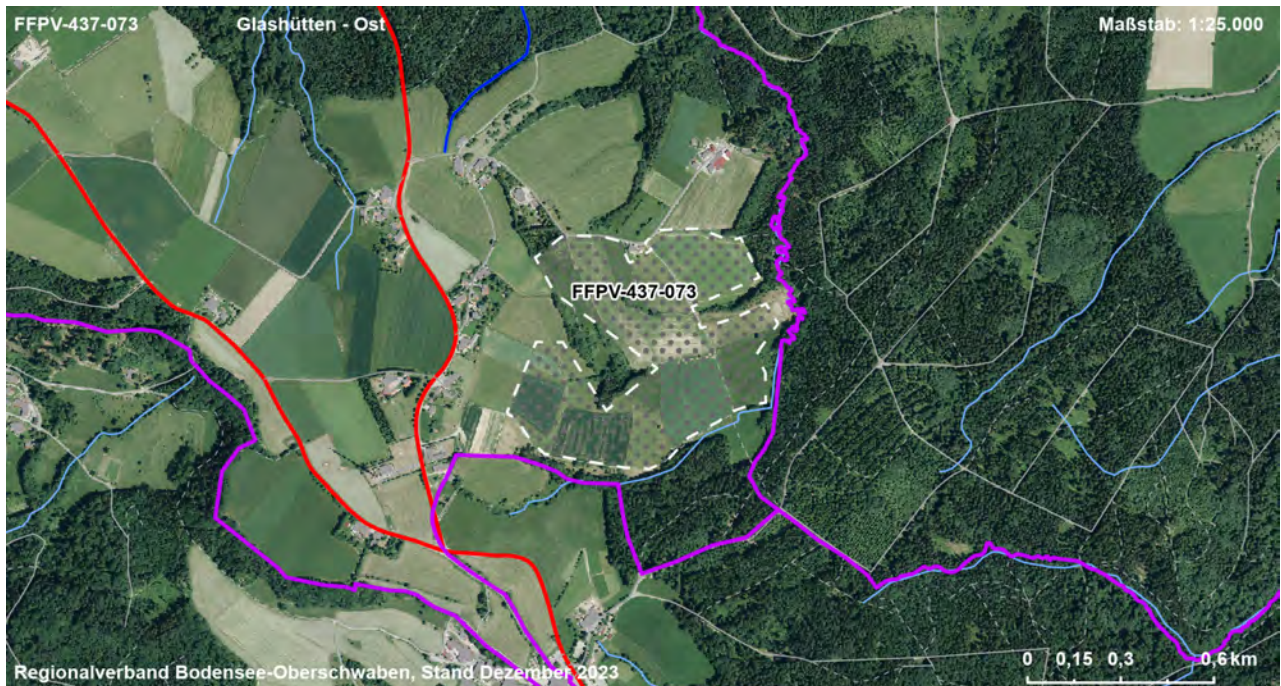 FFPV-437-073 Glashütten - Ost Maßstab: 1:25.000
FFPV-437-073
Regionalverband Bodensee-Oberschwaben, Stand Dezember 2023
0 0,15 0,3 0,6 km